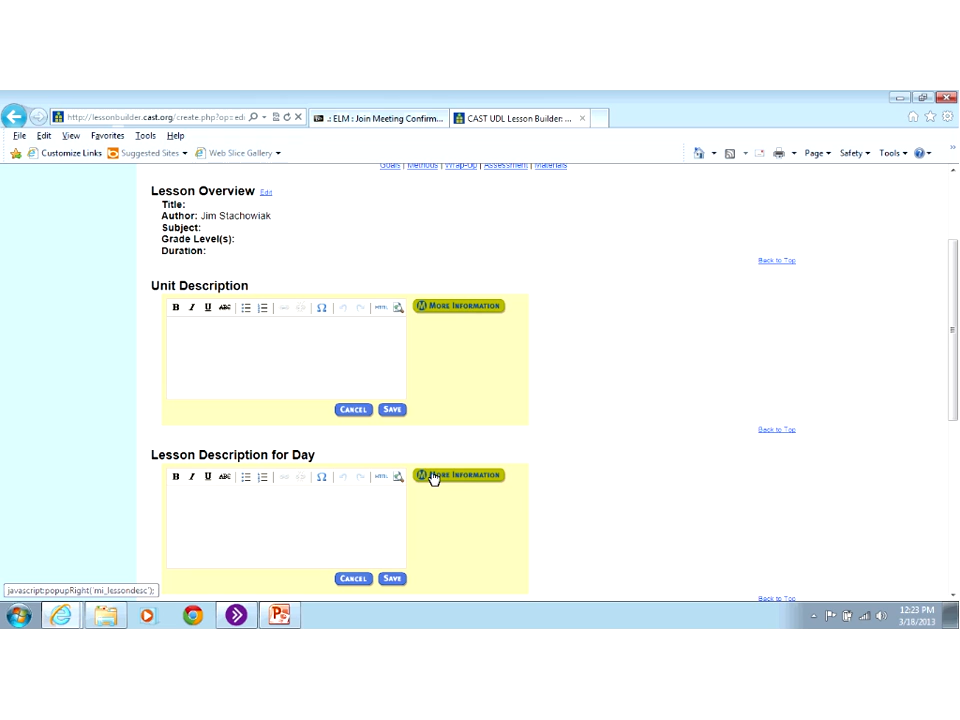 http://lessonbuilder.cast.org/create.php?op=edi
.: ELM : Join Meeting Confirm...
CAST UDL Lesson Builder: ...
File Edit View Favorites Tools Help
Customize Links Suggested Sites Web Slice Gallery
Page Safety Tools
Goals | Methods | Wrap-Up | Assessment | Materials
Lesson Overview Edit
Title:
Author: Jim Stachowiak
Subject:
Grade Level(s):
Duration:
Back to Top
Unit Description
B I U ABC Ω HTML
MORE INFORMATION
CANCEL SAVE
Back to Top
Lesson Description for Day
B I U ABC Ω HTML
MORE INFORMATION
CANCEL SAVE
javascript:popupRight('mi_lessondesc');
Back to Top
12:23 PM
3/18/2013